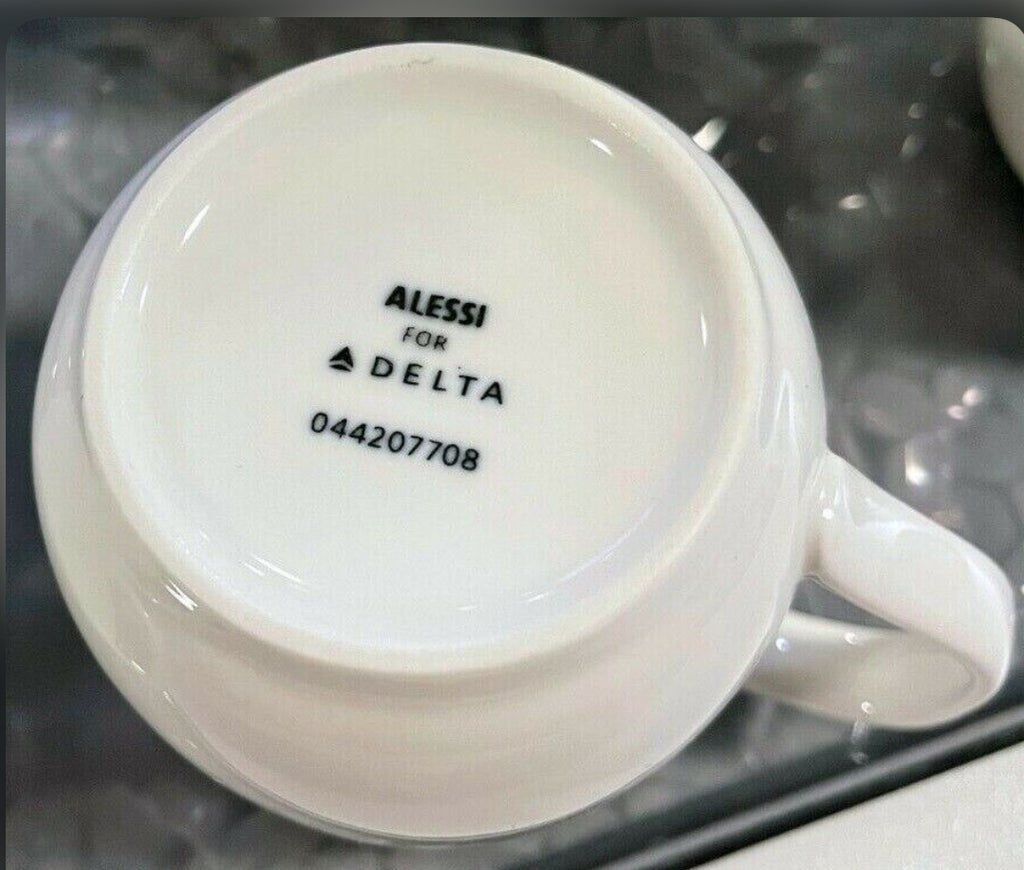 ALESSI
FOR
DELTA
044207708